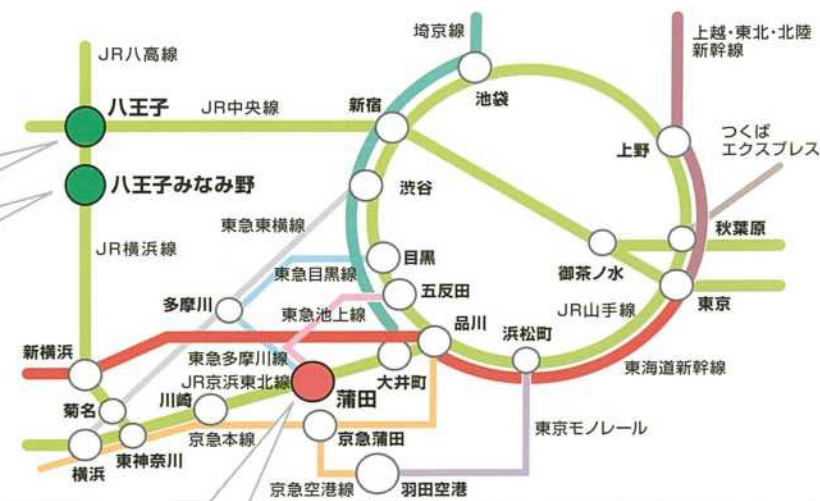 埼京線
上越・東北・北陸
新幹線
JR八高線
八王子
JR中央線
新宿
池袋
上野
つくば
エクスプレス
八王子みなみ野
渋谷
東急東横線
秋葉原
JR横浜線
目黒
御茶ノ水
東急目黒線
五反田
東京
多摩川
東急池上線
JR山手線
品川
浜松町
新横浜
東急多摩川線
東海道新幹線
JR京浜東北線
大井町
蒲田
菊名
川崎
京急本線
京急蒲田
東京モノレール
横浜
東神奈川
京急空港線
羽田空港